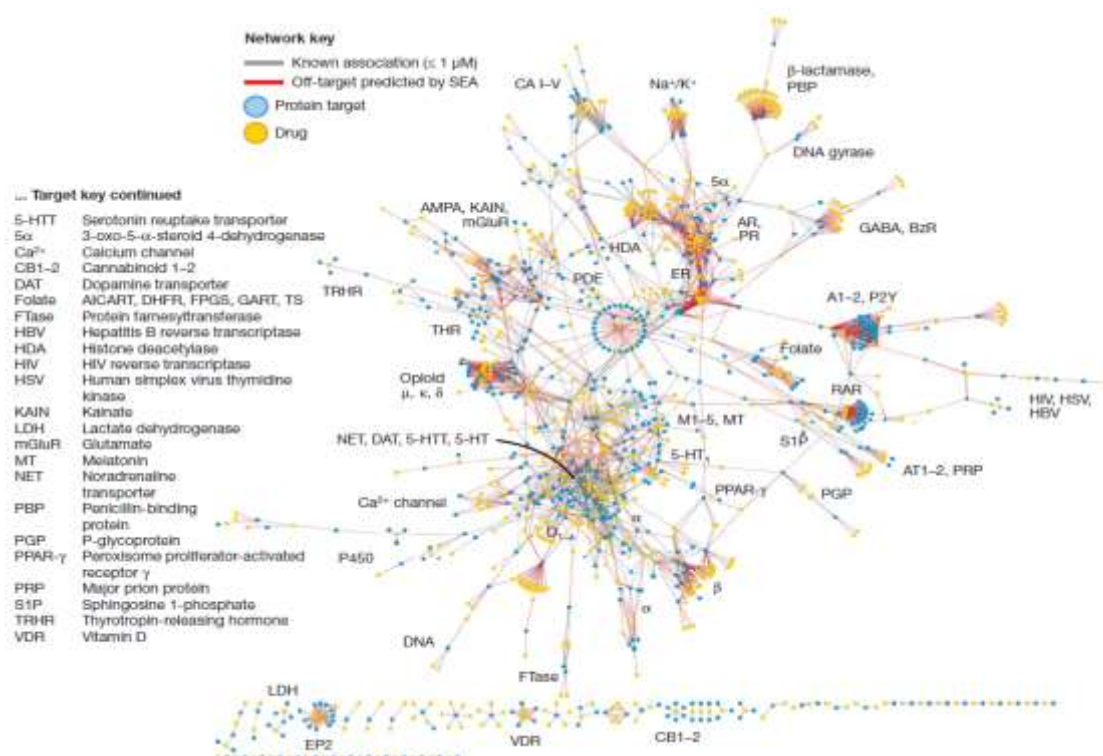 Network key
Known association (≤ 1 μM)
Off-target predicted by SEA
Protein target
Drug
... Target key continued
5-HTT Serotonin reuptake transporter
5α 3-oxo-5-α-steroid 4-dehydrogenase
Ca²⁺ Calcium channel
CB1–2 Cannabinoid 1–2
DAT Dopamine transporter
Folate AICART, DHFR, FPGS, GART, TS
FTase Protein farnesyltransferase
HBV Hepatitis B reverse transcriptase
HDA Histone deacetylase
HIV HIV reverse transcriptase
HSV Human simplex virus thymidine
kinase
KAIN Kainate
LDH Lactate dehydrogenase
mGluR Glutamate
MT Melatonin
NET Noradrenaline
transporter
PBP Penicillin-binding
protein
PGP P-glycoprotein
PPAR-γ Peroxisome proliferator-activated
receptor γ
PRP Major prion protein
S1P Sphingosine 1-phosphate
TRHR Thyrotropin-releasing hormone
VDR Vitamin D
CA I–V
Na⁺/K⁺
β-lactamase,
PBP
DNA gyrase
5α
AMPA, KAIN,
mGluR
AR,
PR
GABA, BzR
HDA
PDE
ER
TRHR
A1–2, P2Y
THR
Folate
Opioid
μ, κ, δ
RAR
HIV, HSV,
HBV
M1–5, MT
NET, DAT, 5-HTT, 5-HT
S1P
5-HT
AT1–2, PRP
PPAR-γ
PGP
Ca²⁺ channel
α
D
P450
β
α
DNA
FTase
LDH
EP2
VDR
CB1–2